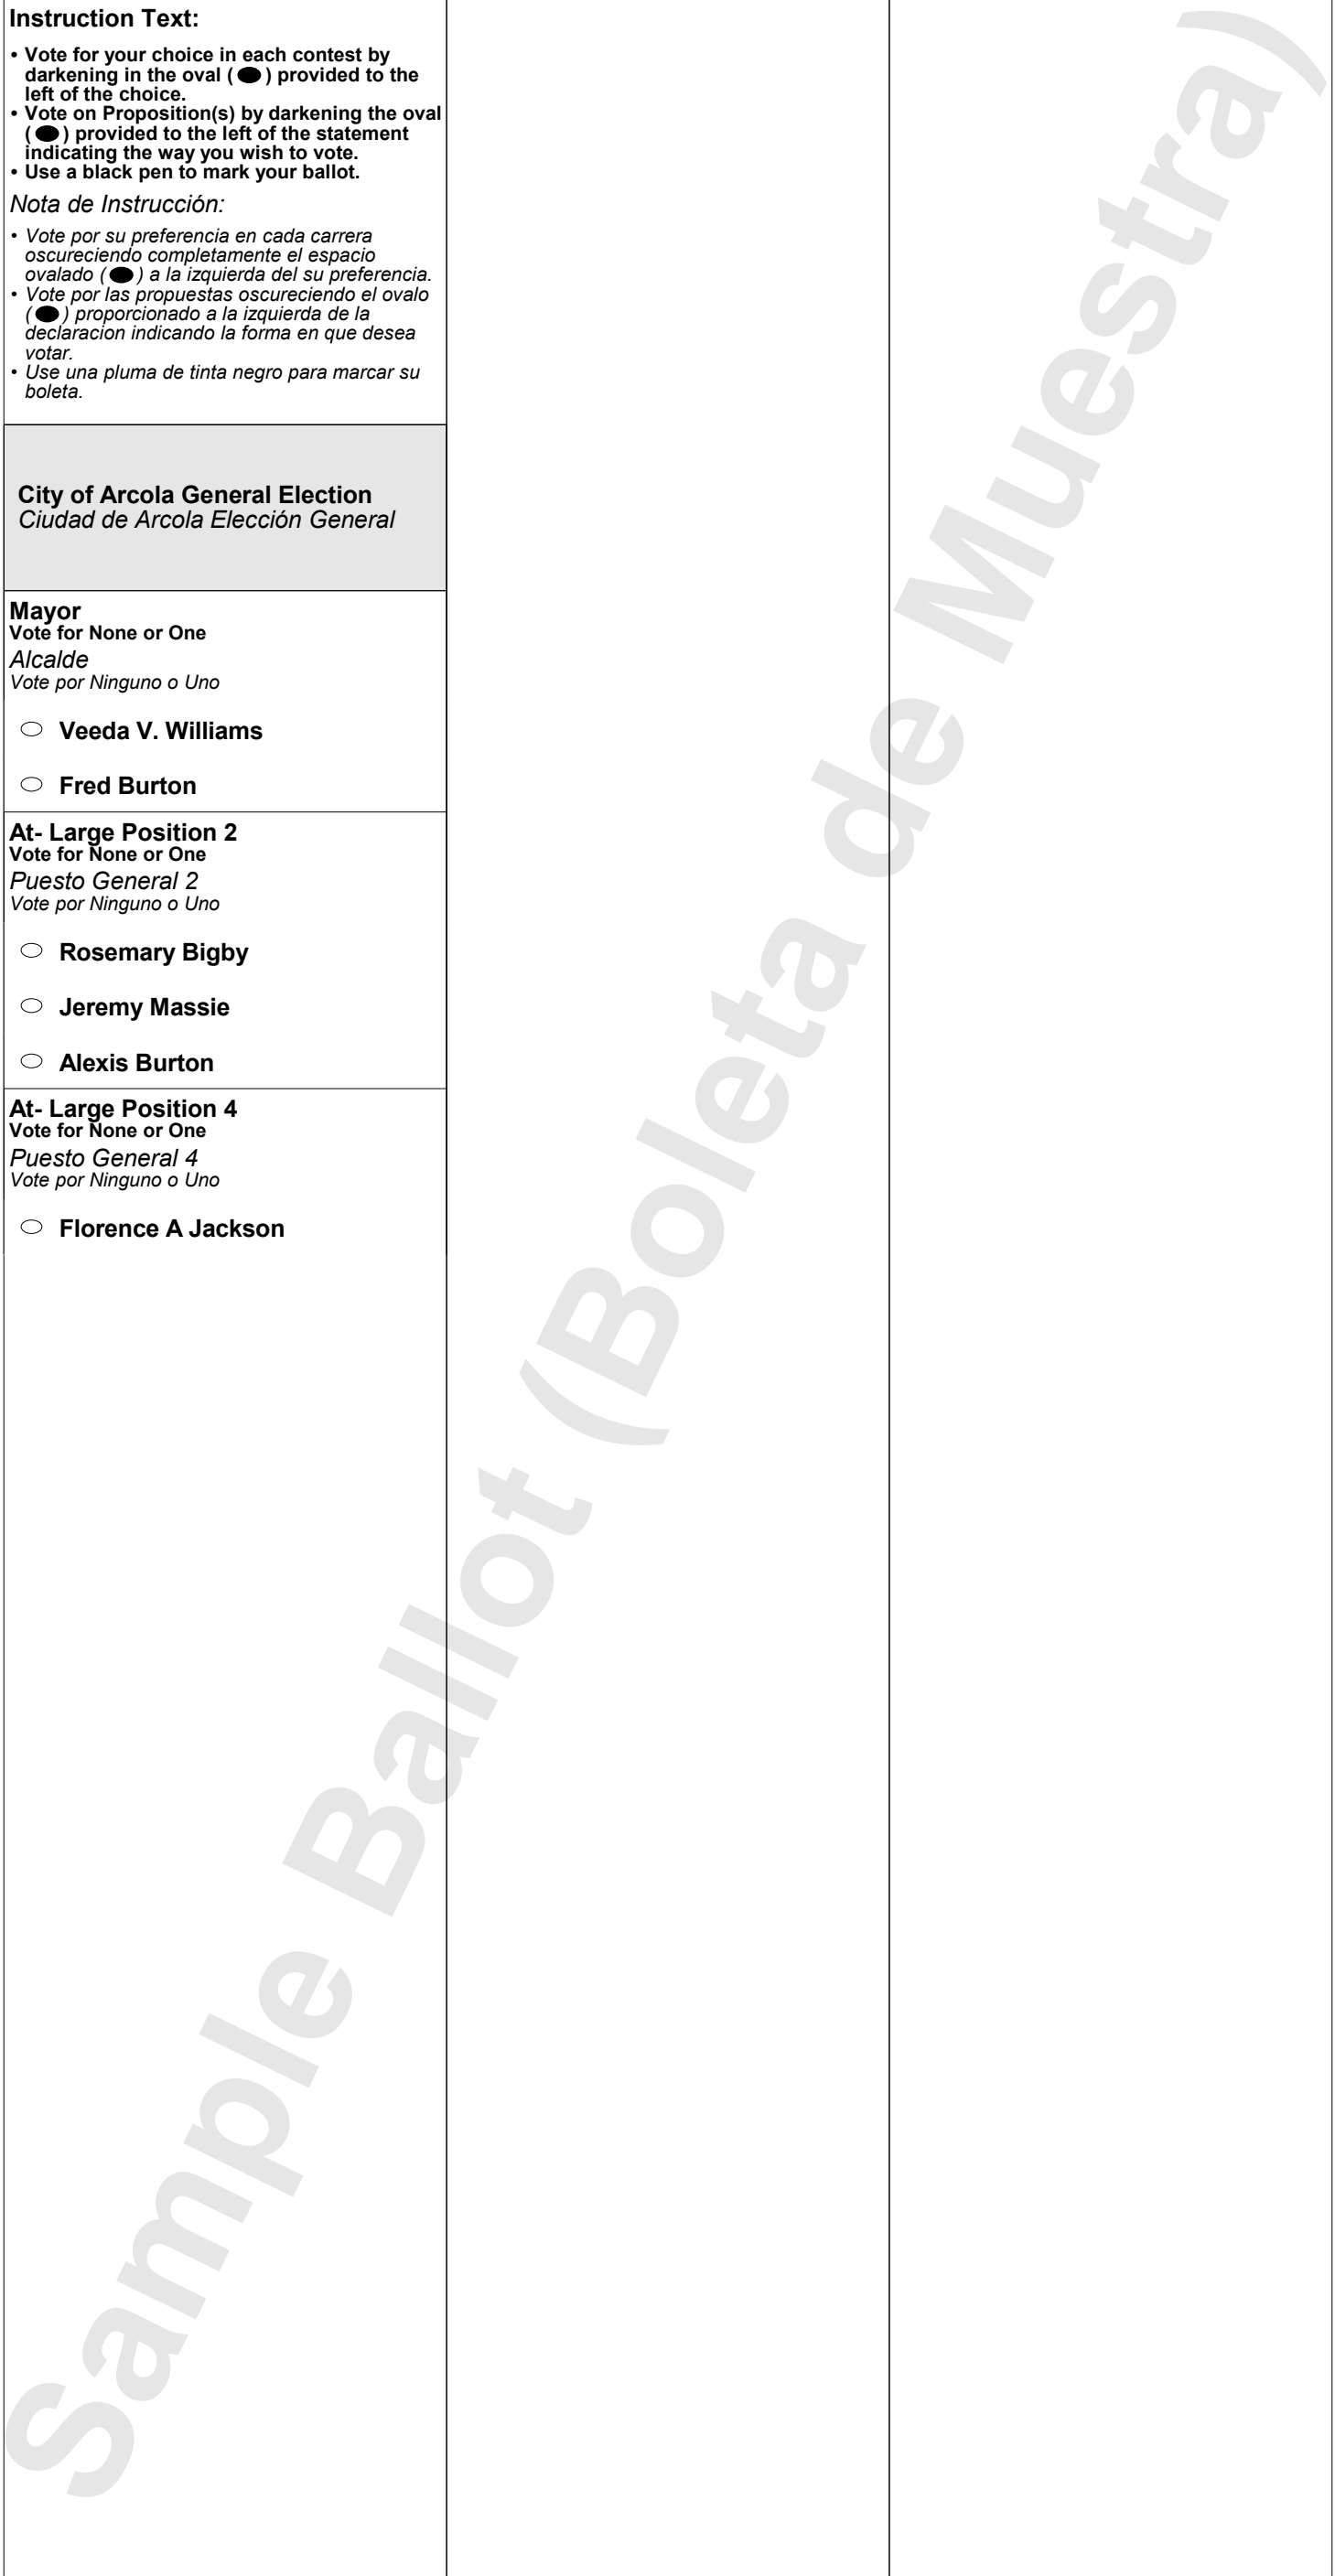 Instruction Text:
• Vote for your choice in each contest by
darkening in the oval ( ) provided to the
left of the choice.
• Vote on Proposition(s) by darkening the oval
( ) provided to the left of the statement
indicating the way you wish to vote.
• Use a black pen to mark your ballot.
Nota de Instrucción:
• Vote por su preferencia en cada carrera
oscureciendo completamente el espacio
ovalado ( ) a la izquierda del su preferencia.
• Vote por las propuestas oscureciendo el ovalo
( ) proporcionado a la izquierda de la
declaracion indicando la forma en que desea
votar.
• Use una pluma de tinta negro para marcar su
boleta.
City of Arcola General Election
Ciudad de Arcola Elección General
Mayor
Vote for None or One
Alcalde
Vote por Ninguno o Uno
Veeda V. Williams
Fred Burton
At- Large Position 2
Vote for None or One
Puesto General 2
Vote por Ninguno o Uno
Rosemary Bigby
Jeremy Massie
Alexis Burton
At- Large Position 4
Vote for None or One
Puesto General 4
Vote por Ninguno o Uno
Florence A Jackson
Sample Ballot (Boleta de Muestra)